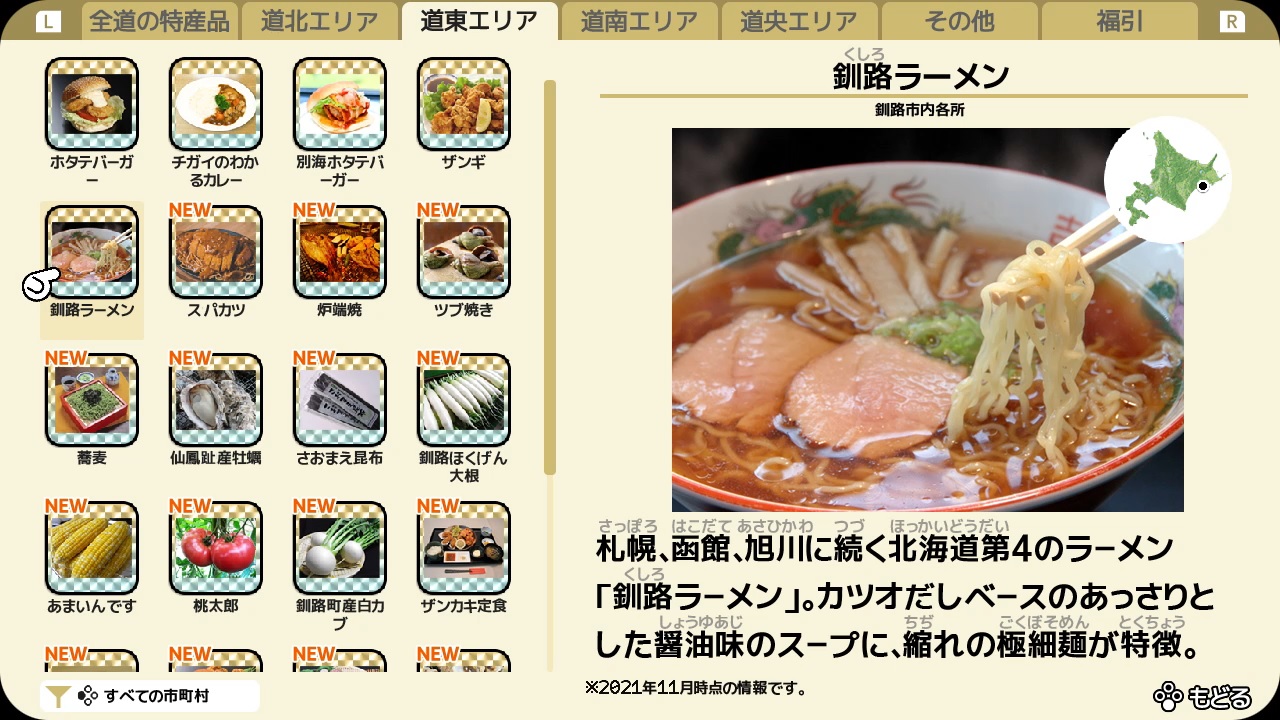 L 全道の特産品 道北エリア 道東エリア 道南エリア 道央エリア その他 福引 R
ホタテバーガ
ー
チガイのわか
るカレー
別海ホタテバ
ーガー
ザンギ
釧路ラーメン
NEW
スパカツ
NEW
炉端焼
NEW
ツブ焼き
NEW
蕎麦
NEW
仙鳳趾産牡蠣
NEW
さおまえ昆布
NEW
釧路ほくげん
大根
NEW
あまいんです
NEW
桃太郎
NEW
釧路町産白カ
ブ
NEW
ザンカキ定食
NEW NEW NEW NEW
すべての市町村
くしろ
釧路ラーメン
釧路市内各所
さっぽろ はこだて あさひかわ つづ ほっかいどうだい
札幌、函館、旭川に続く北海道第4のラーメン
くしろ
「釧路ラーメン」。カツオだしベースのあっさりと
しょうゆあじ ちぢ ごくぼそめん とくちょう
した醤油味のスープに、縮れの極細麺が特徴。
※2021年11月時点の情報です。
もどる